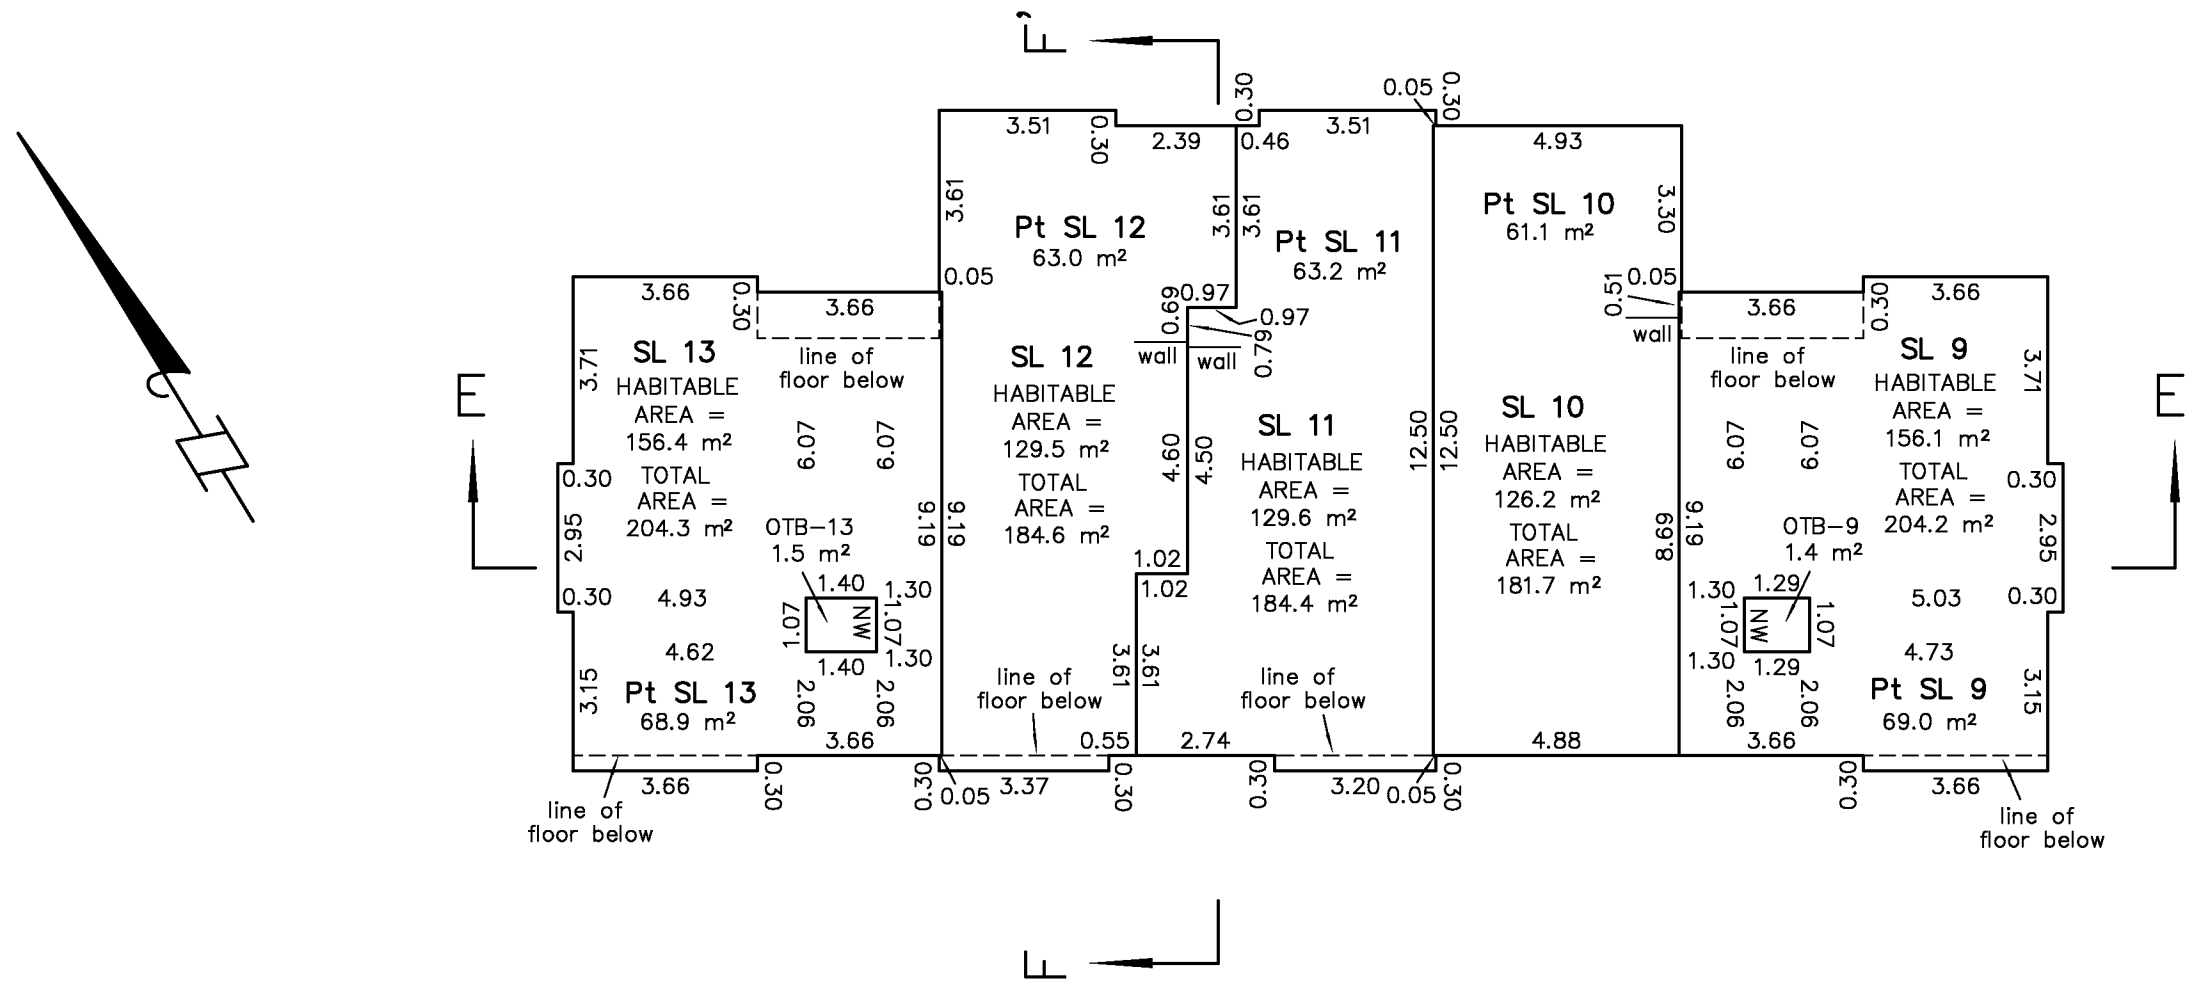 F
0.30
0.05
0.30
3.51
0.30
2.39
0.46
3.51
4.93
3.61
3.61
3.61
3.30
Pt SL 12
63.0 m²
Pt SL 11
63.2 m²
Pt SL 10
61.1 m²
0.05
0.51
0.05
3.66
0.30
3.66
0.69
0.97
0.97
0.79
wall
wall
wall
3.66
0.30
3.66
SL 13
HABITABLE
AREA =
156.4 m²
TOTAL
AREA =
204.3 m²
3.71
line of
floor below
6.07
6.07
SL 12
HABITABLE
AREA =
129.5 m²
TOTAL
AREA =
184.6 m²
9.19
9.19
4.60
4.50
SL 11
HABITABLE
AREA =
129.6 m²
TOTAL
AREA =
184.4 m²
12.50
12.50
SL 10
HABITABLE
AREA =
126.2 m²
TOTAL
AREA =
181.7 m²
8.69
9.19
line of
floor below
6.07
6.07
SL 9
HABITABLE
AREA =
156.1 m²
TOTAL
AREA =
204.2 m²
3.71
E
E
0.30
2.95
0.30
OTB-13
1.5 m²
1.40
1.30
1.07
NW
1.07
1.40
1.30
4.93
4.62
3.15
Pt SL 13
68.9 m²
2.06
2.06
3.66
1.02
1.02
3.61
3.61
line of
floor below
0.55
2.74
line of
floor below
4.88
OTB-9
1.4 m²
1.29
1.30
1.07
NW
1.07
1.30
1.29
2.06
2.06
3.66
0.30
2.95
0.30
5.03
4.73
3.15
Pt SL 9
69.0 m²
3.66
0.30
0.30
0.05
3.37
0.30
0.30
3.20
0.05
0.30
0.30
3.66
line of
floor below
line of
floor below
F